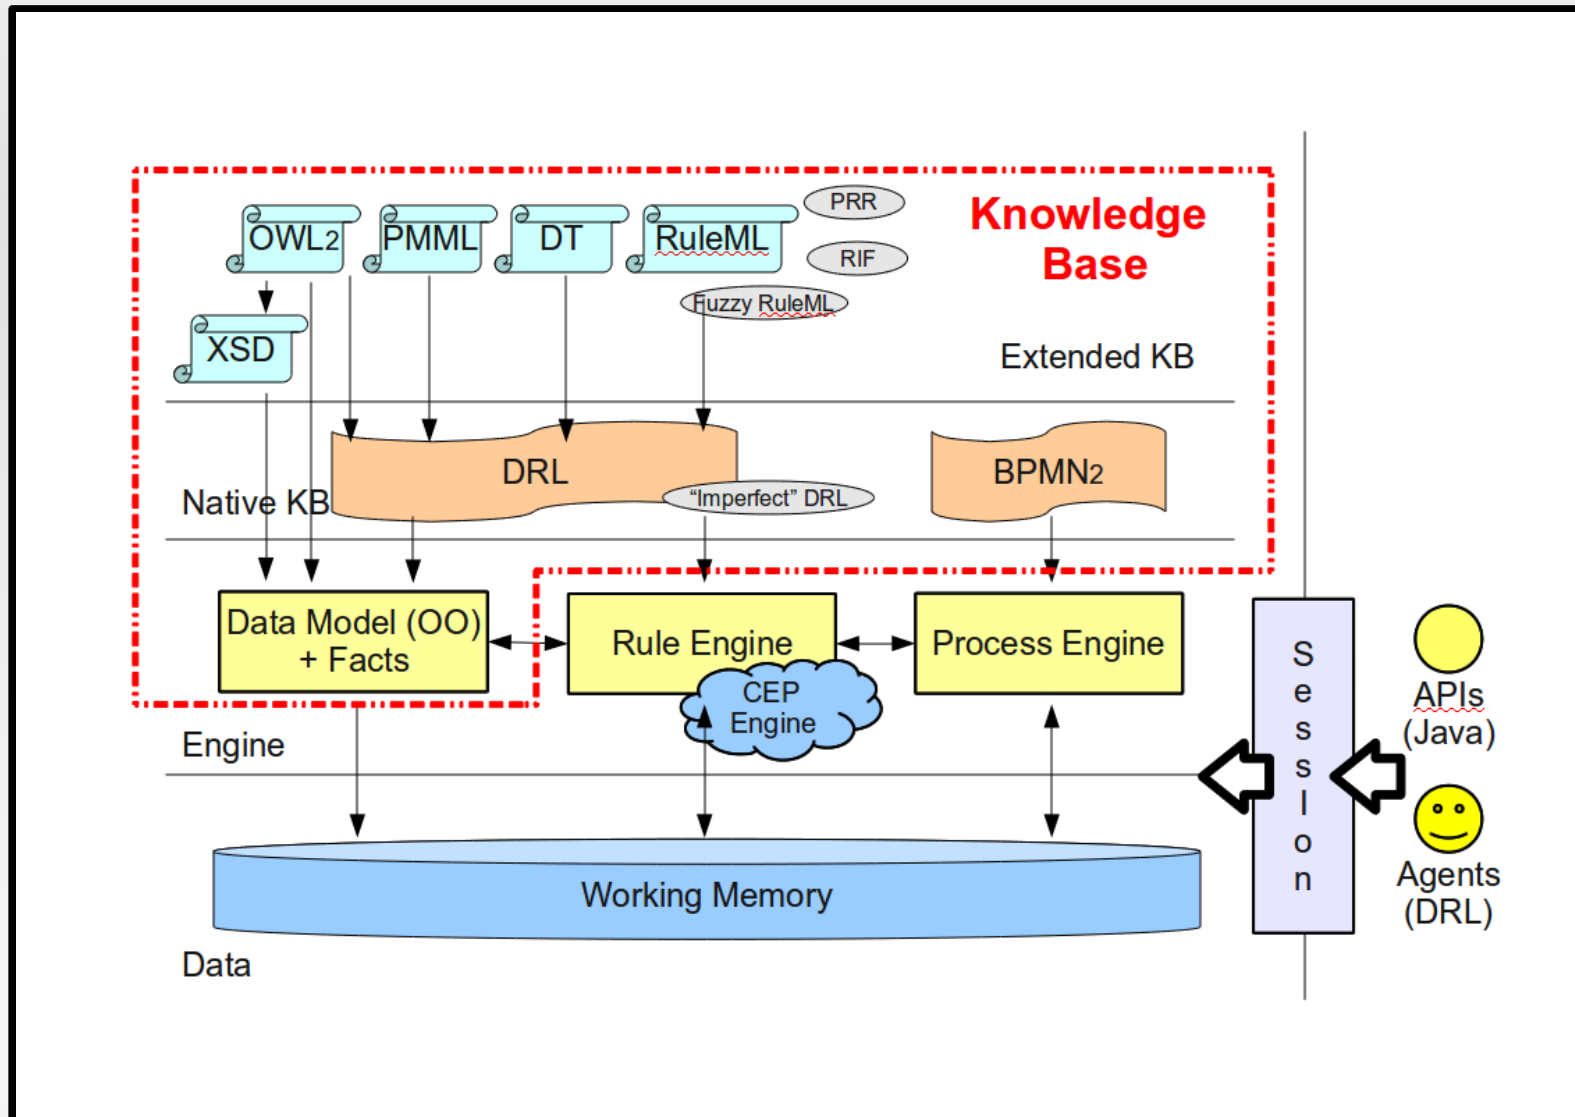 PRR
Knowledge
Base
OWL2
PMML
DT
RuleML
RIF
Fuzzy RuleML
XSD
Extended KB
DRL
BPMN2
Native KB
“Imperfect” DRL
Data Model (OO)
+ Facts
Rule Engine
Process Engine
CEP
Engine
Engine
S
e
s
s
I
o
n
APIs
(Java)
Agents
(DRL)
Working Memory
Data